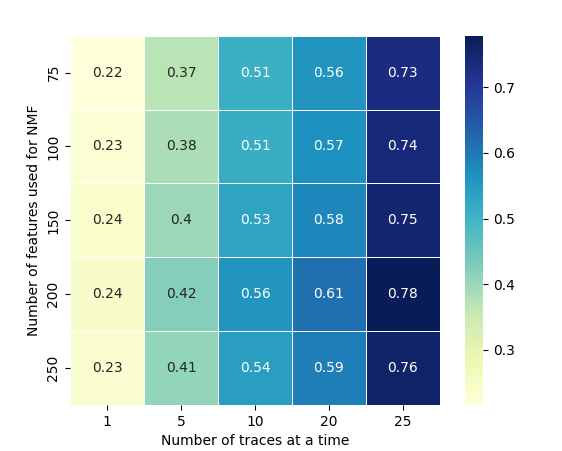 75 0.22 0.37 0.51 0.56 0.73
100 0.23 0.38 0.51 0.57 0.74
150 0.24 0.4 0.53 0.58 0.75
200 0.24 0.42 0.56 0.61 0.78
250 0.23 0.41 0.54 0.59 0.76
1 5 10 20 25
Number of traces at a time
Number of features used for NMF
0.7
0.6
0.5
0.4
0.3